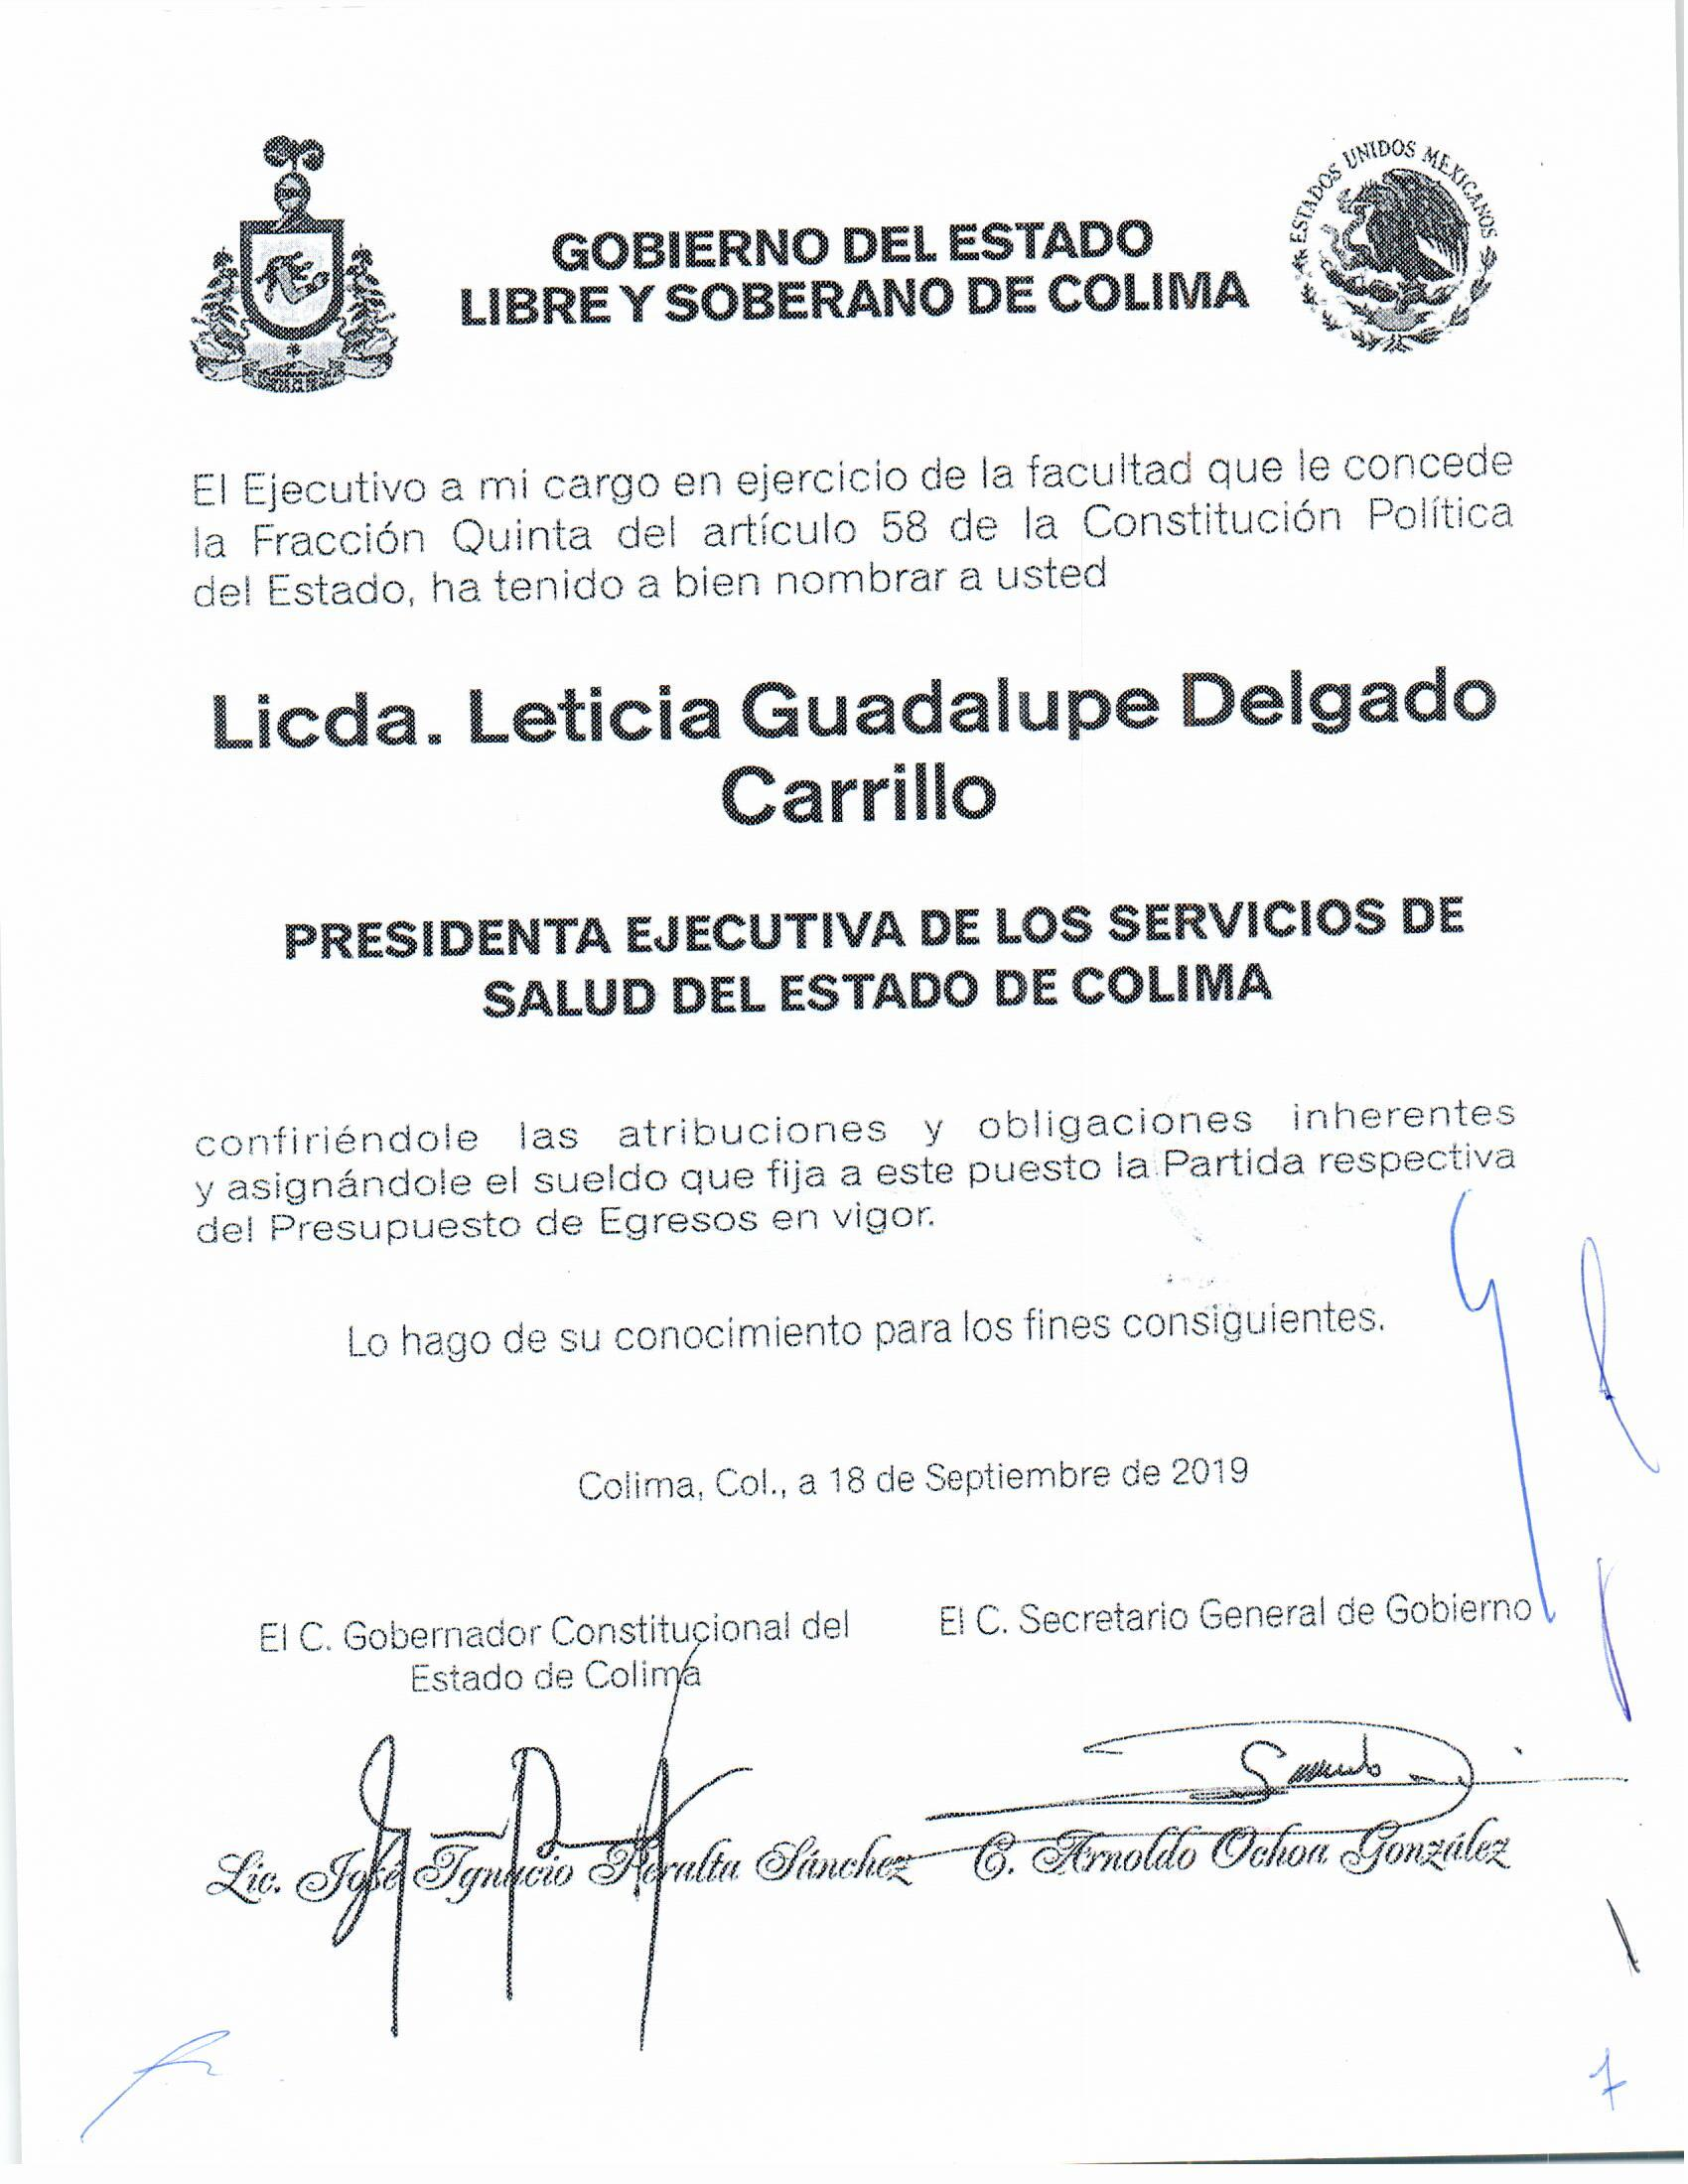 ESTADOS UNIDOS MEXICANOS
GOBIERNO DEL ESTADO
LIBRE Y SOBERANO DE COLIMA
El Ejecutivo a mi cargo en ejercicio de la facultad que le concede
la Fracción Quinta del artículo 58 de la Constitución Política
del Estado, ha tenido a bien nombrar a usted
Licda. Leticia Guadalupe Delgado
Carrillo
PRESIDENTA EJECUTIVA DE LOS SERVICIOS DE
SALUD DEL ESTADO DE COLIMA
confiriéndole las atribuciones y obligaciones inherentes
y asignándole el sueldo que fija a este puesto la Partida respectiva
del Presupuesto de Egresos en vigor.
Lo hago de su conocimiento para los fines consiguientes.
Colima, Col., a 18 de Septiembre de 2019
El C. Gobernador Constitucional del
Estado de Colima
El C. Secretario General de Gobierno
Lic. José Ignacio Peralta Sánchez
C. Arnoldo Ochoa González